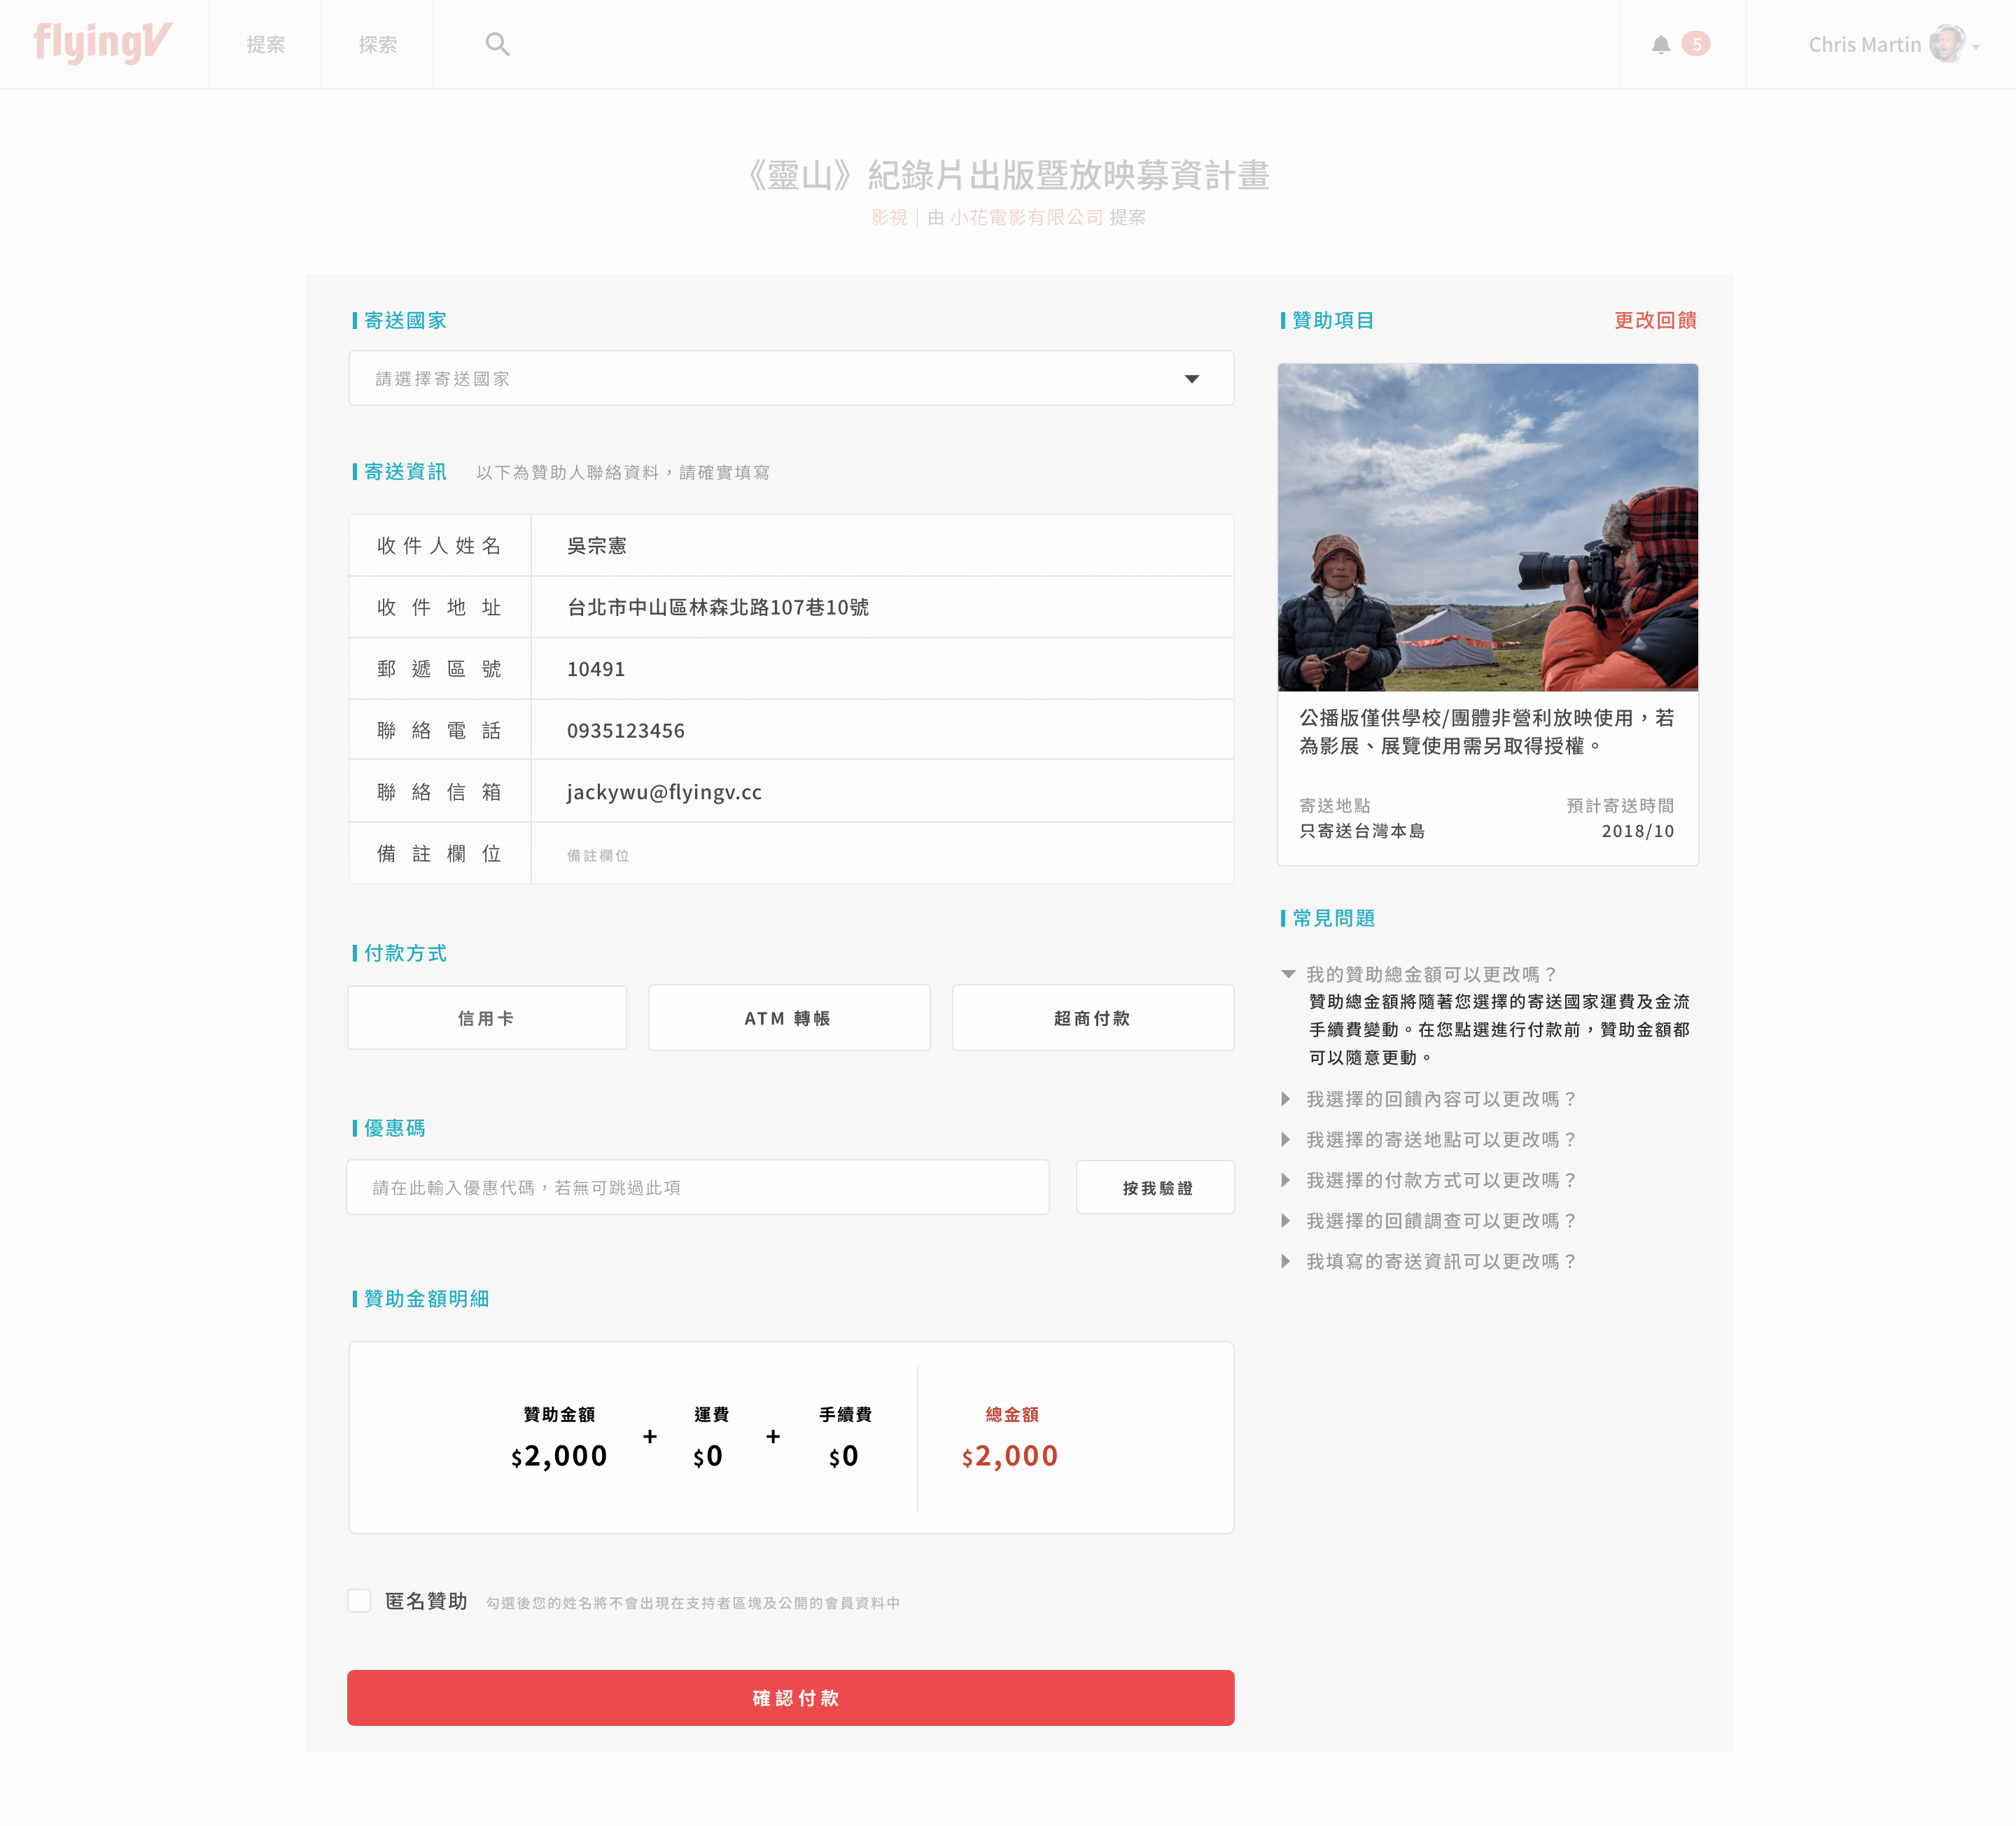 flyingV
提案
探索
5
Chris Martin
《靈山》紀錄片出版暨放映募資計畫
影視｜由 小花電影有限公司 提案
寄送國家
請選擇寄送國家
寄送資訊 以下為贊助人聯絡資料，請確實填寫
收件人姓名 吳宗憲
收件地址 台北市中山區林森北路107巷10號
郵遞區號 10491
聯絡電話 0935123456
聯絡信箱 jackywu@flyingv.cc
備註欄位 備註欄位
付款方式
信用卡
ATM 轉帳
超商付款
優惠碼
請在此輸入優惠代碼，若無可跳過此項
按我驗證
贊助金額明細
贊助金額 運費 手續費 總金額
$2,000 + $0 + $0 $2,000
匿名贊助 勾選後您的姓名將不會出現在支持者區塊及公開的會員資料中
確認付款
贊助項目 更改回饋
公播版僅供學校/團體非營利放映使用，若
為影展、展覽使用需另取得授權。
寄送地點 預計寄送時間
只寄送台灣本島 2018/10
常見問題
我的贊助總金額可以更改嗎？
贊助總金額將隨著您選擇的寄送國家運費及金流
手續費變動。在您點選進行付款前，贊助金額都
可以隨意更動。
我選擇的回饋內容可以更改嗎？
我選擇的寄送地點可以更改嗎？
我選擇的付款方式可以更改嗎？
我選擇的回饋調查可以更改嗎？
我填寫的寄送資訊可以更改嗎？